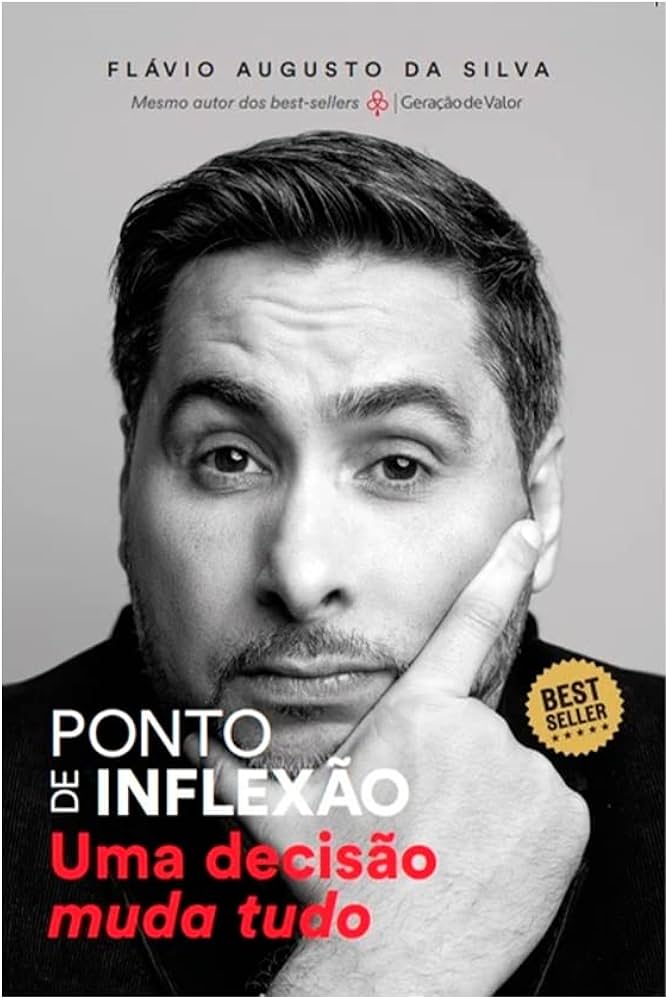 FLÁVIO AUGUSTO DA SILVA
Mesmo autor dos best-sellers | Geração de Valor
PONTO
DE INFLEXÃO
Uma decisão
muda tudo
BEST
SELLER